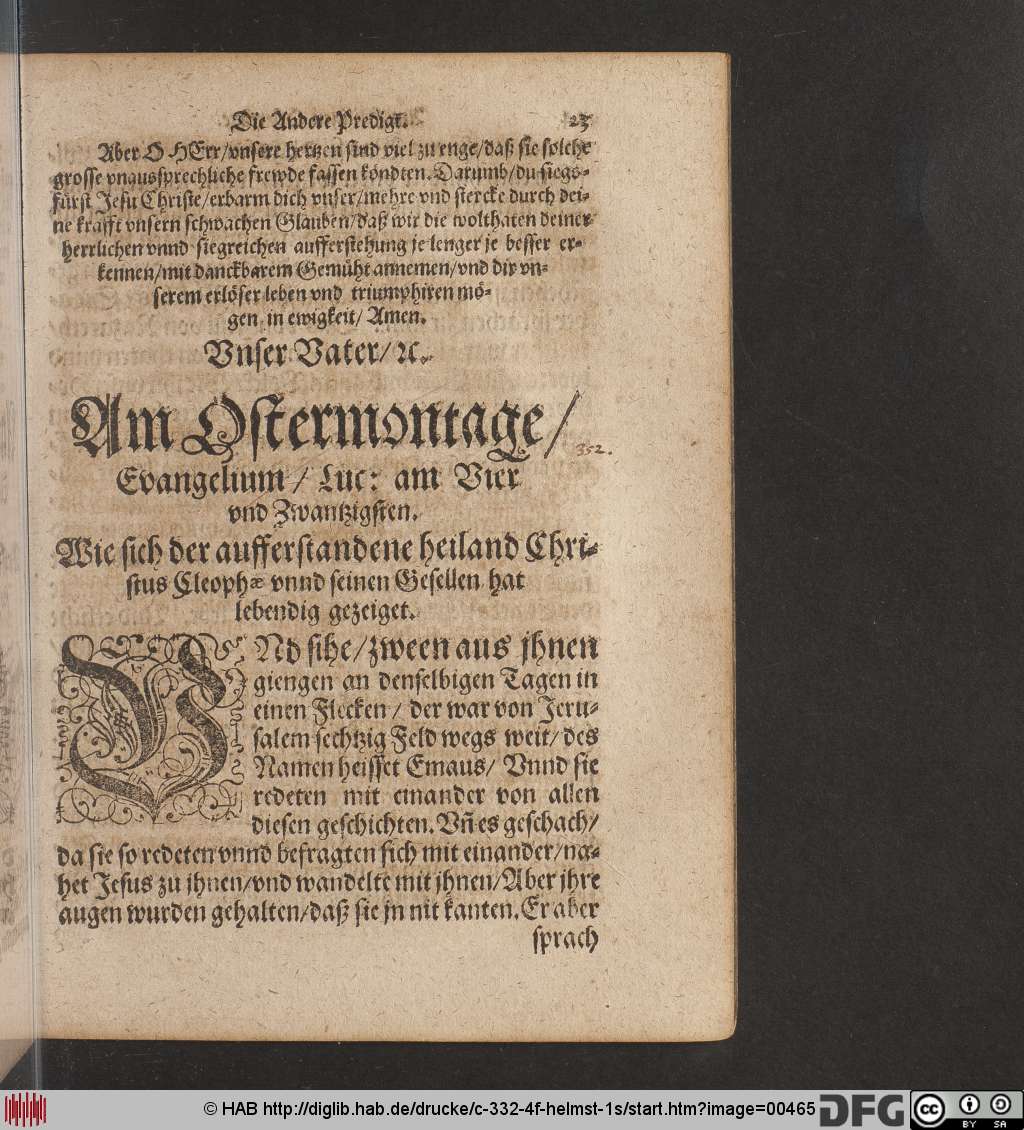 Die Andere Predigt. 23
Aber O HErr/vnsere hertzen sind viel zu enge/daß sie solche
grosse vnaussprechliche frewde fassen köndten. Darumb/du siegs-
fürst Jesu Christe/erbarm dich vnser/mehre vnd stercke durch dei-
ne krafft vnsern schwachen Glauben/daß wir die wolthaten deiner
herrlichen vnnd siegreichen aufferstehung je lenger je besser er-
kennen/mit danckbarem Gemüht annemen/vnd dir vn-
serem erlöser leben vnd triumphiren mö-
gen in ewigkeit/ Amen.
Vnser Vater/ ꝛc.
Am Ostermontage/
352.
Evangelium/ Luc: am Vier
vnd Zwantzigsten.
Wie sich der aufferstandene heiland Chri-
stus Cleophæ vnnd seinen Gesellen hat
lebendig gezeiget.
VNd sihe/zween aus jhnen
giengen an denselbigen Tagen in
einen Flecken/ der war von Jeru-
salem sechtzig Feld wegs weit/ des
Namen heisset Emaus/ Vnnd sie
redeten mit einander von allen
diesen geschichten. Vñ es geschach/
da sie so redeten vnnd befragten sich mit einander/na-
het Jesus zu jhnen/vnd wandelte mit jhnen/Aber jhre
augen wurden gehalten/daß sie jn nit kanten. Er aber
sprach
© HAB http://diglib.hab.de/drucke/c-332-4f-helmst-1s/start.htm?image=00465
DFG
cc BY SA